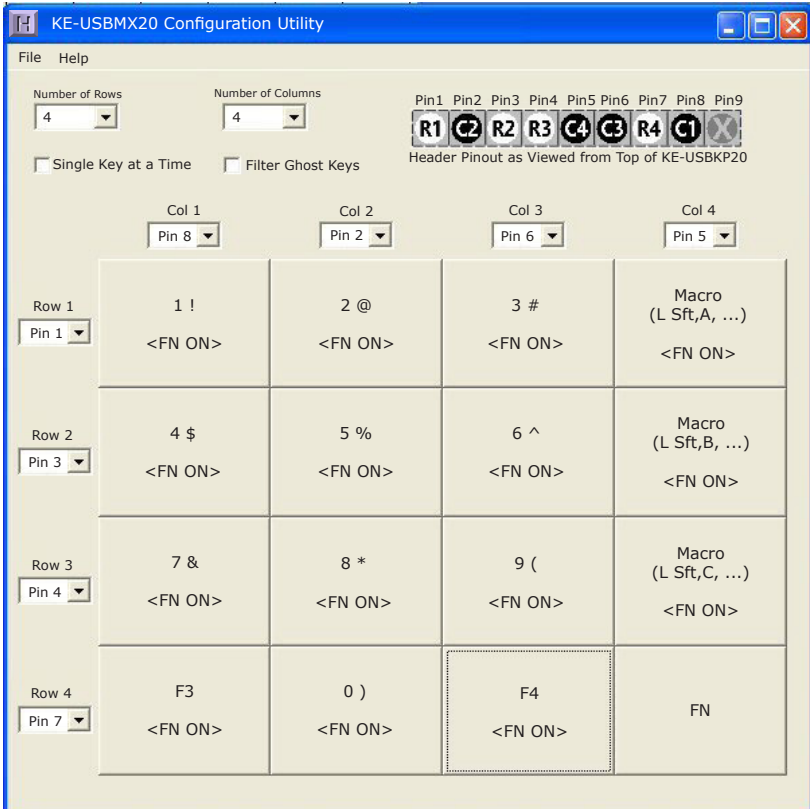 KE-USBMX20 Configuration Utility
File Help
Number of Rows Number of Columns
4 4
Pin1 Pin2 Pin3 Pin4 Pin5 Pin6 Pin7 Pin8 Pin9
R1 C2 R2 R3 C4 C3 R4 C1 X
Header Pinout as Viewed from Top of KE-USBKP20
Single Key at a Time Filter Ghost Keys
Col 1 Col 2 Col 3 Col 4
Pin 8 Pin 2 Pin 6 Pin 5
Row 1
Pin 1
1 ! 2 @ 3 # Macro
(L Sft,A, ...)
<FN ON> <FN ON> <FN ON> <FN ON>
Row 2
Pin 3
4 $ 5 % 6 ^ Macro
(L Sft,B, ...)
<FN ON> <FN ON> <FN ON> <FN ON>
Row 3
Pin 4
7 & 8 * 9 ( Macro
(L Sft,C, ...)
<FN ON> <FN ON> <FN ON> <FN ON>
Row 4
Pin 7
F3 0 ) F4 FN
<FN ON> <FN ON> <FN ON>